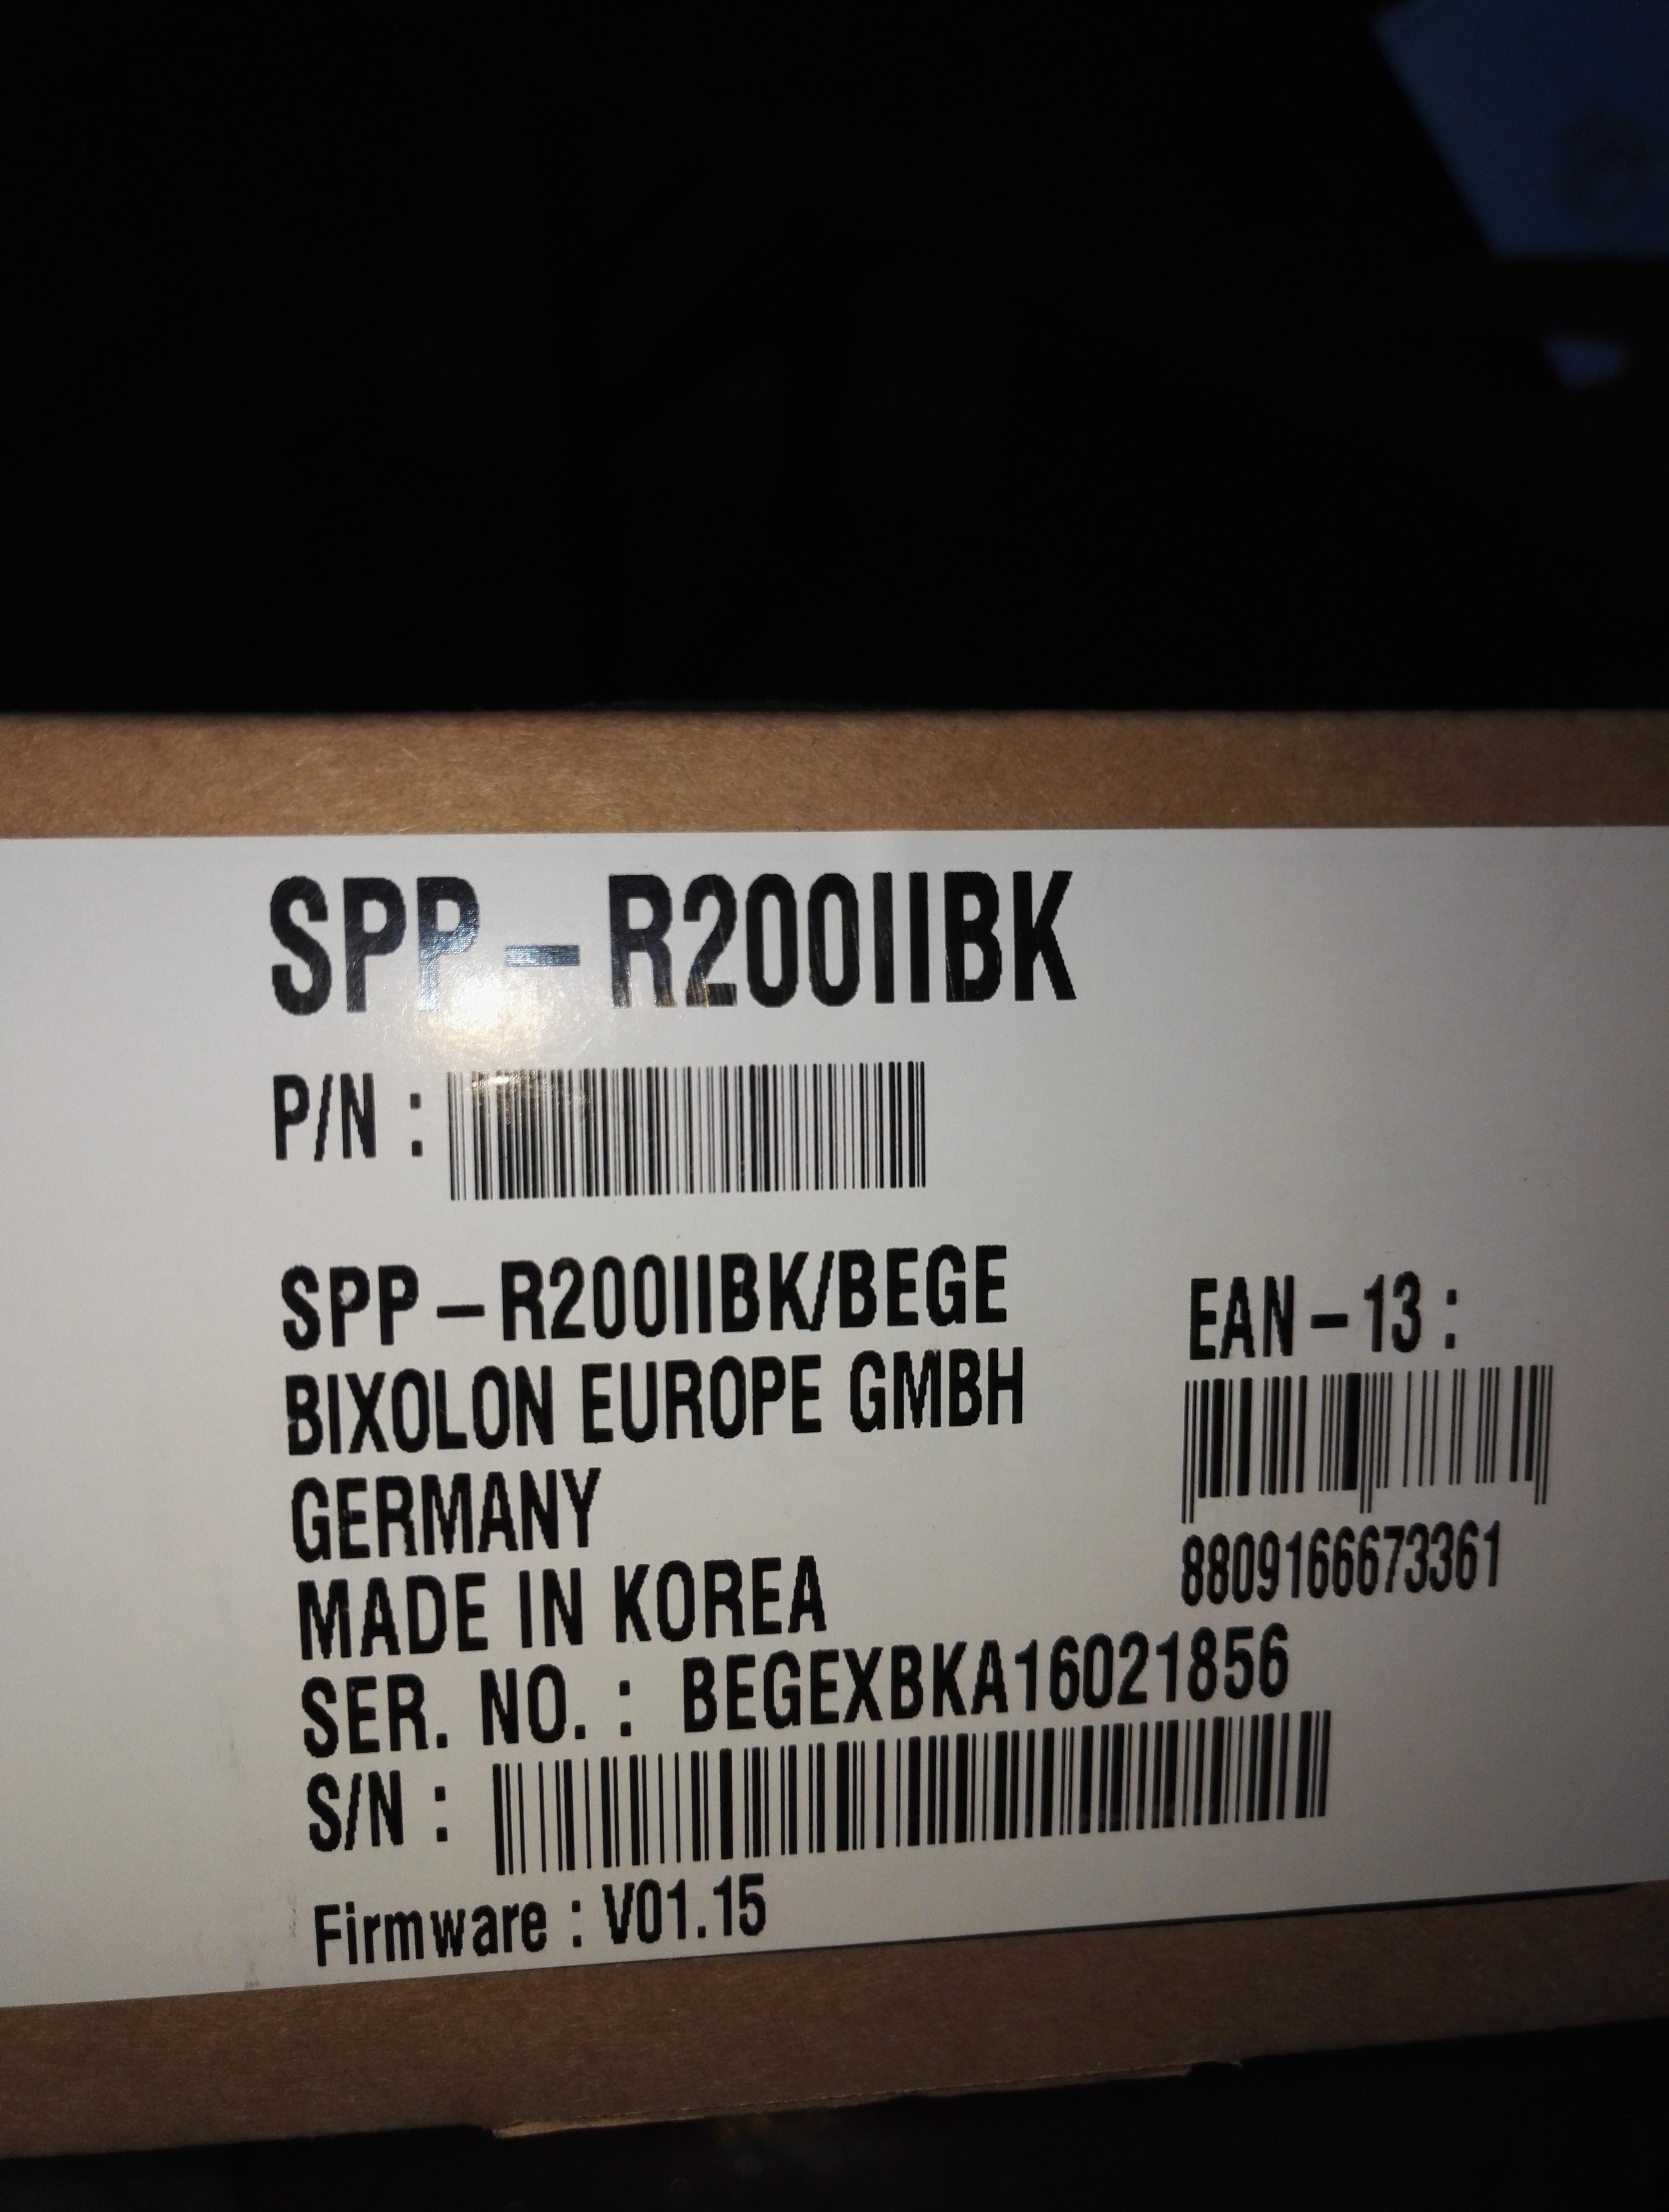 SPP-R200IIBK
P/N :
SPP-R200IIBK/BEGE
BIXOLON EUROPE GMBH
GERMANY
MADE IN KOREA
SER. NO. : BEGEXBKA16021856
S/N :
Firmware : V01.15
EAN-13 :
8809166673361